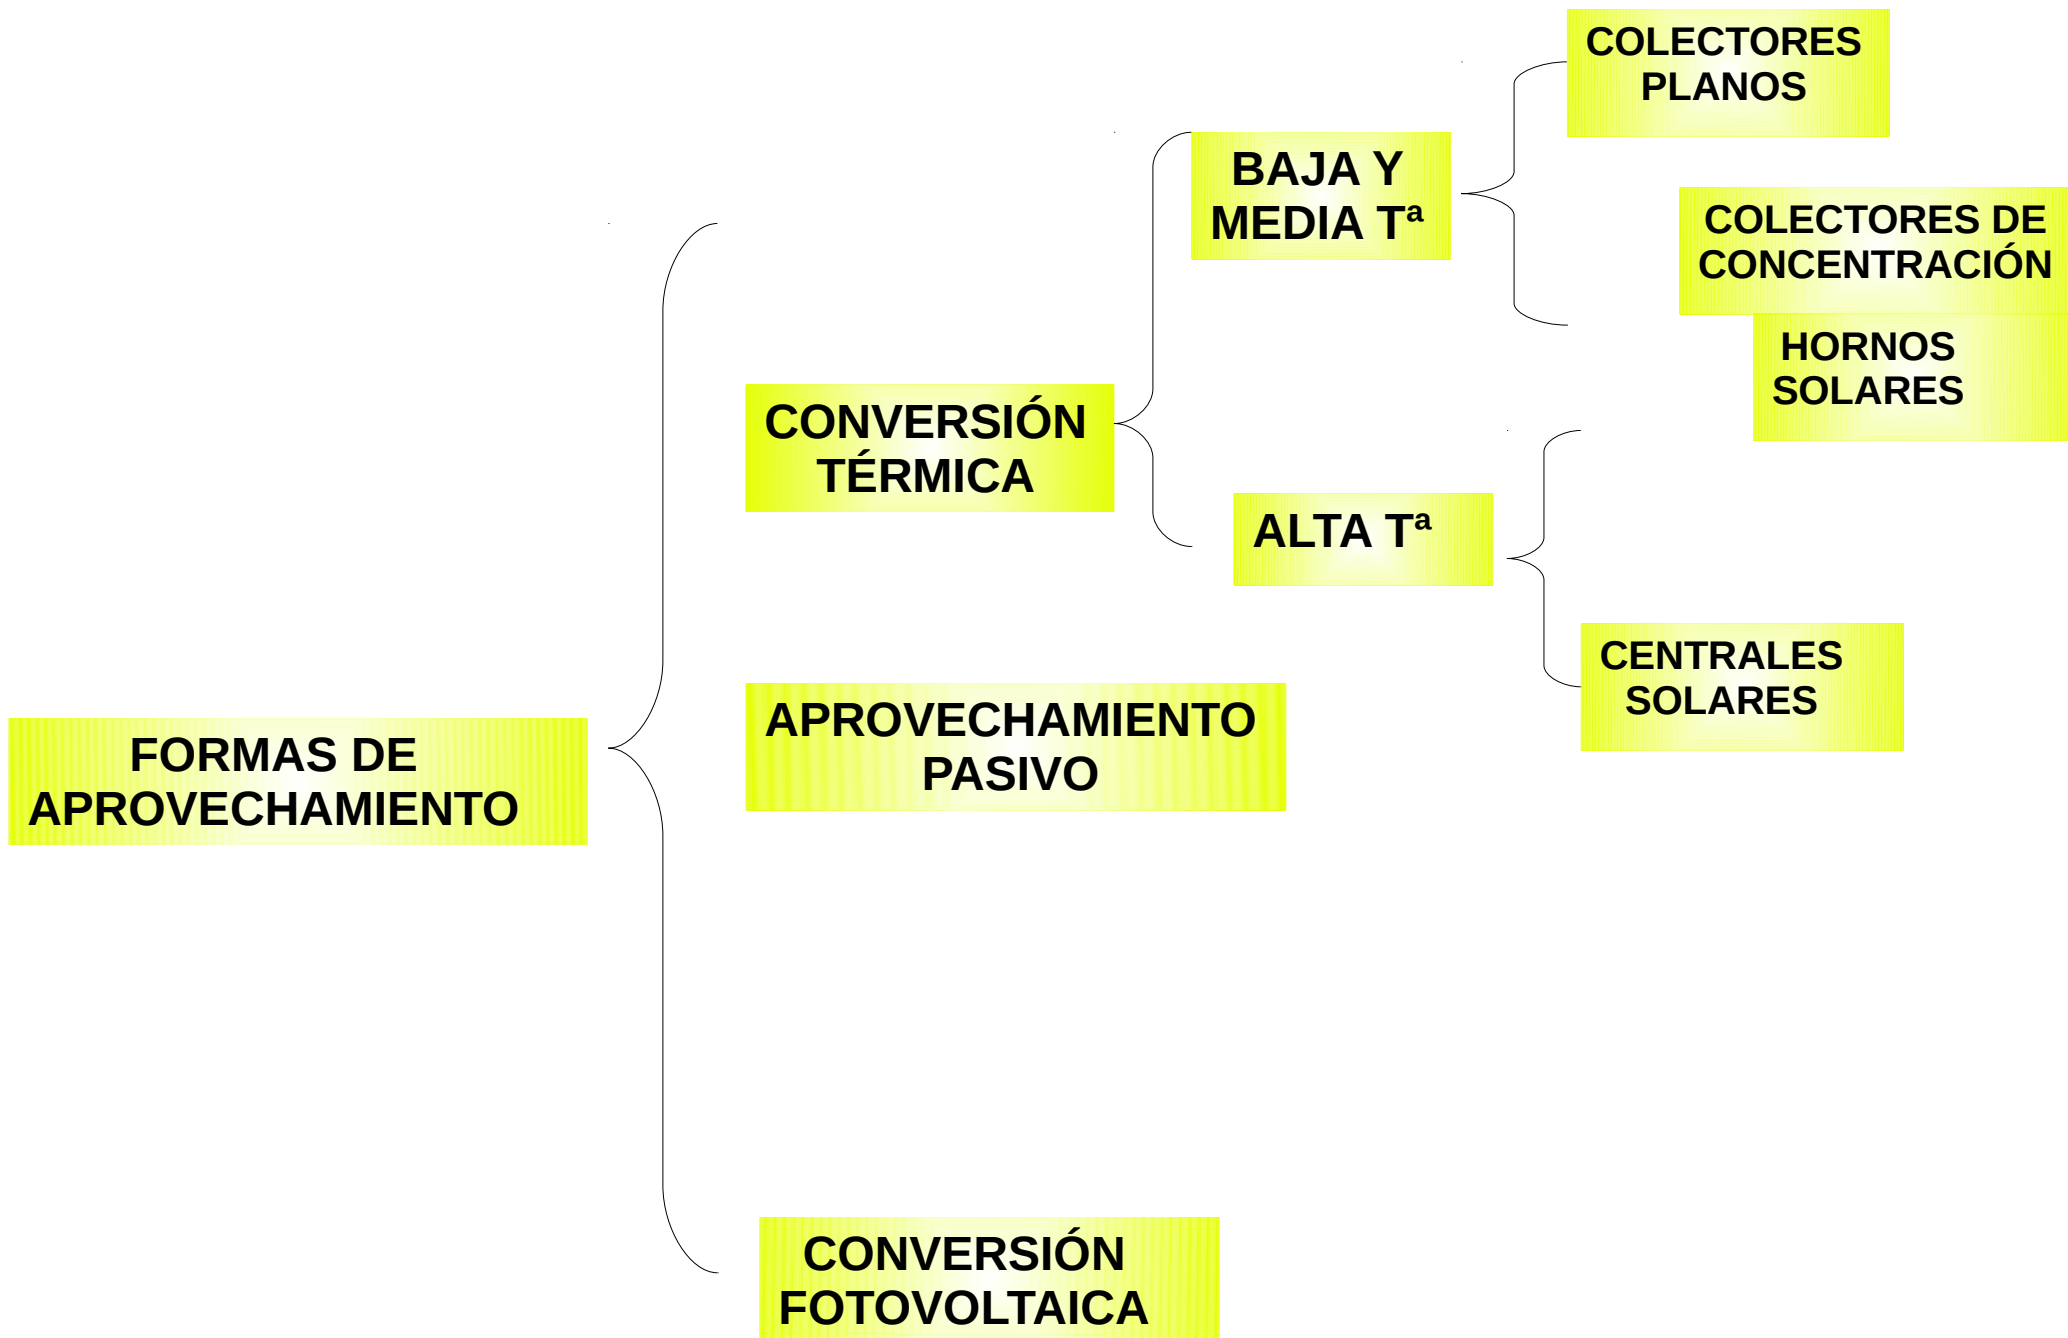 FORMAS DE
APROVECHAMIENTO
CONVERSIÓN
TÉRMICA
BAJA Y
MEDIA Tª
COLECTORES
PLANOS
COLECTORES DE
CONCENTRACIÓN
ALTA Tª
HORNOS
SOLARES
CENTRALES
SOLARES
APROVECHAMIENTO
PASIVO
CONVERSIÓN
FOTOVOLTAICA